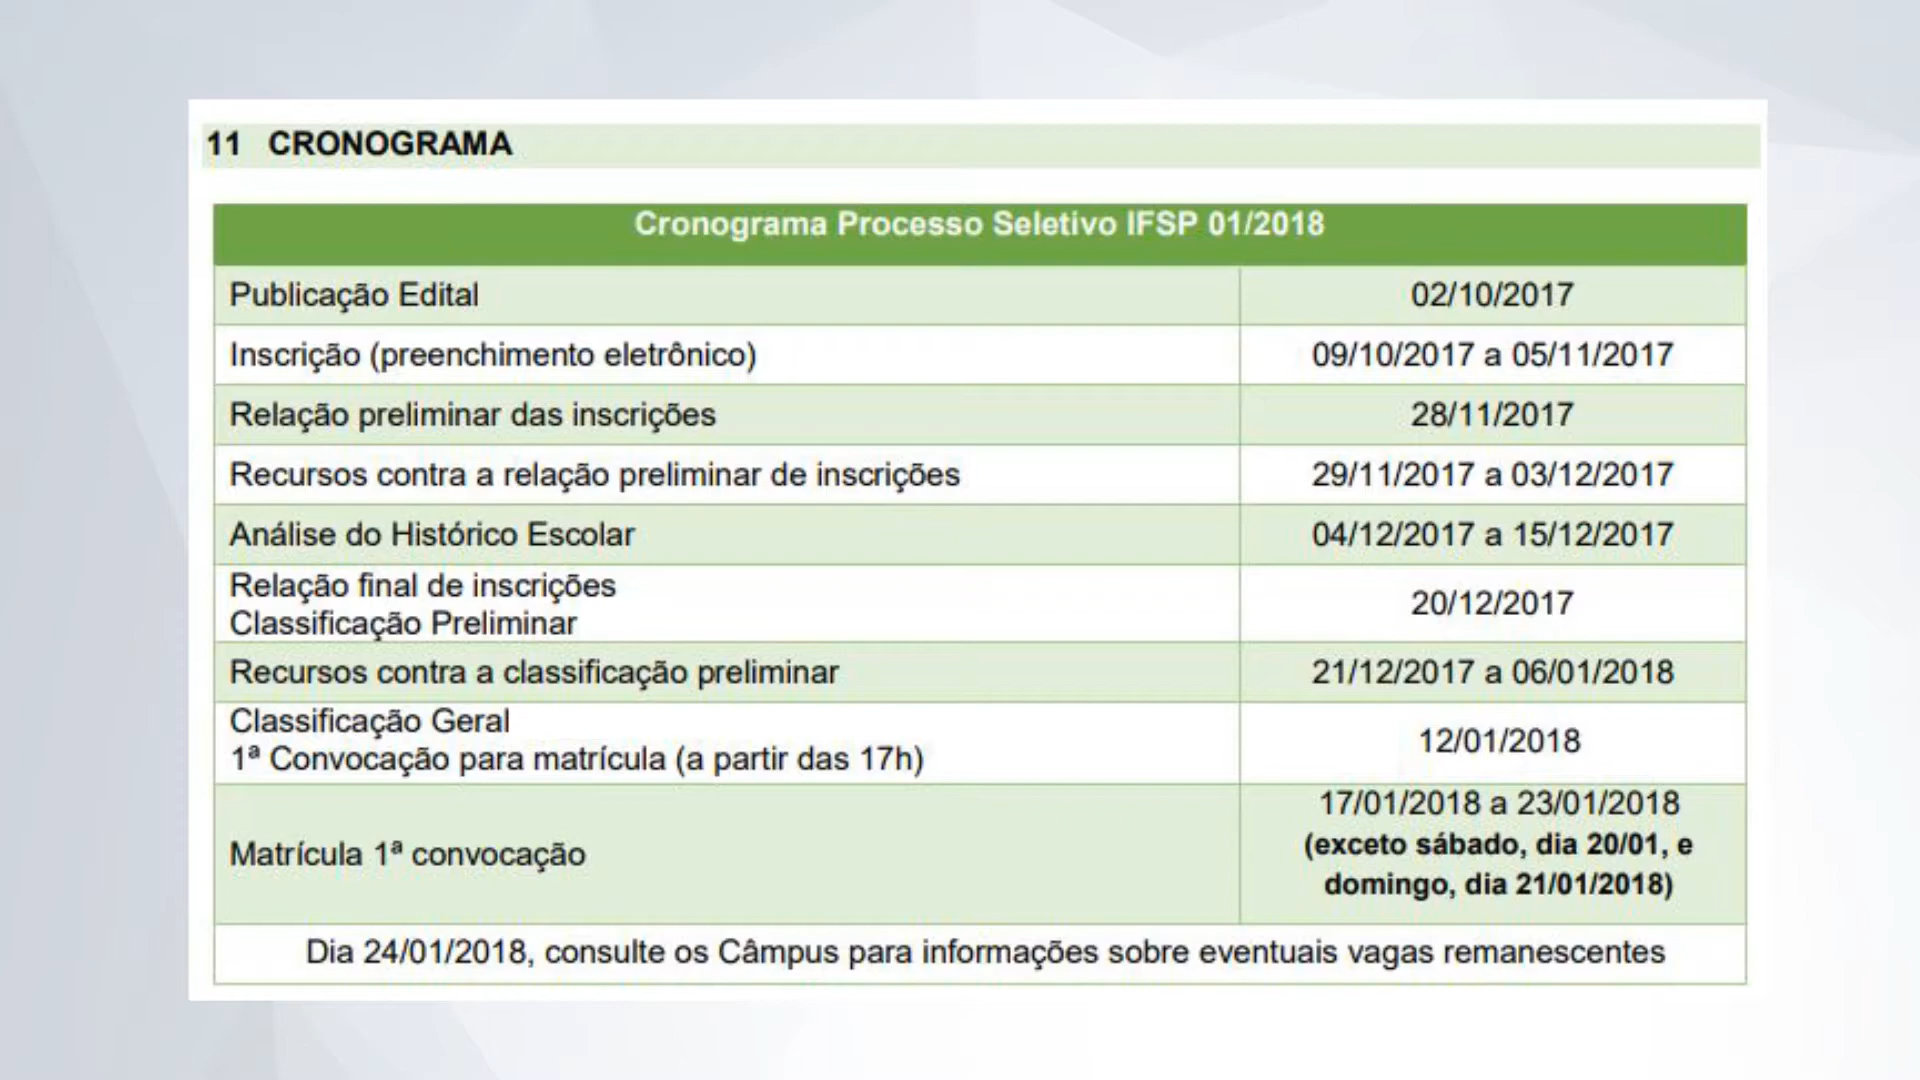 11 CRONOGRAMA
Cronograma Processo Seletivo IFSP 01/2018
Publicação Edital 02/10/2017
Inscrição (preenchimento eletrônico) 09/10/2017 a 05/11/2017
Relação preliminar das inscrições 28/11/2017
Recursos contra a relação preliminar de inscrições 29/11/2017 a 03/12/2017
Análise do Histórico Escolar 04/12/2017 a 15/12/2017
Relação final de inscrições
Classificação Preliminar
20/12/2017
Recursos contra a classificação preliminar 21/12/2017 a 06/01/2018
Classificação Geral
1ª Convocação para matrícula (a partir das 17h)
12/01/2018
Matrícula 1ª convocação
17/01/2018 a 23/01/2018
(exceto sábado, dia 20/01, e
domingo, dia 21/01/2018)
Dia 24/01/2018, consulte os Câmpus para informações sobre eventuais vagas remanescentes